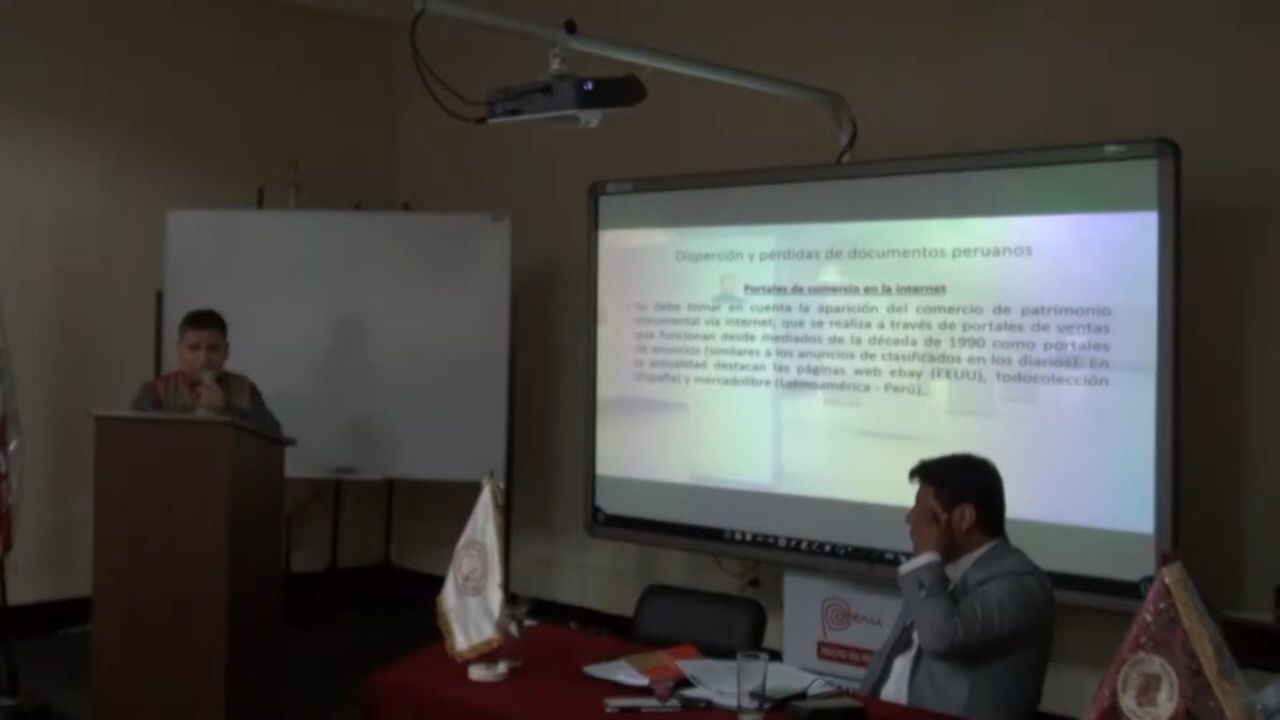 Dispersión y pérdidas de documentos peruanos
Portales de comercio en la internet
Se debe tomar en cuenta la aparición del comercio de patrimonio
documental vía internet, que se realiza a través de portales de ventas
que funcionan desde mediados de la década de 1990 como portales
de anuncios (similares a los anuncios de clasificados en los diarios). En
la actualidad destacan las páginas web ebay (EEUU), todocolección
(España) y mercadolibre (Latinoamérica - Perú).